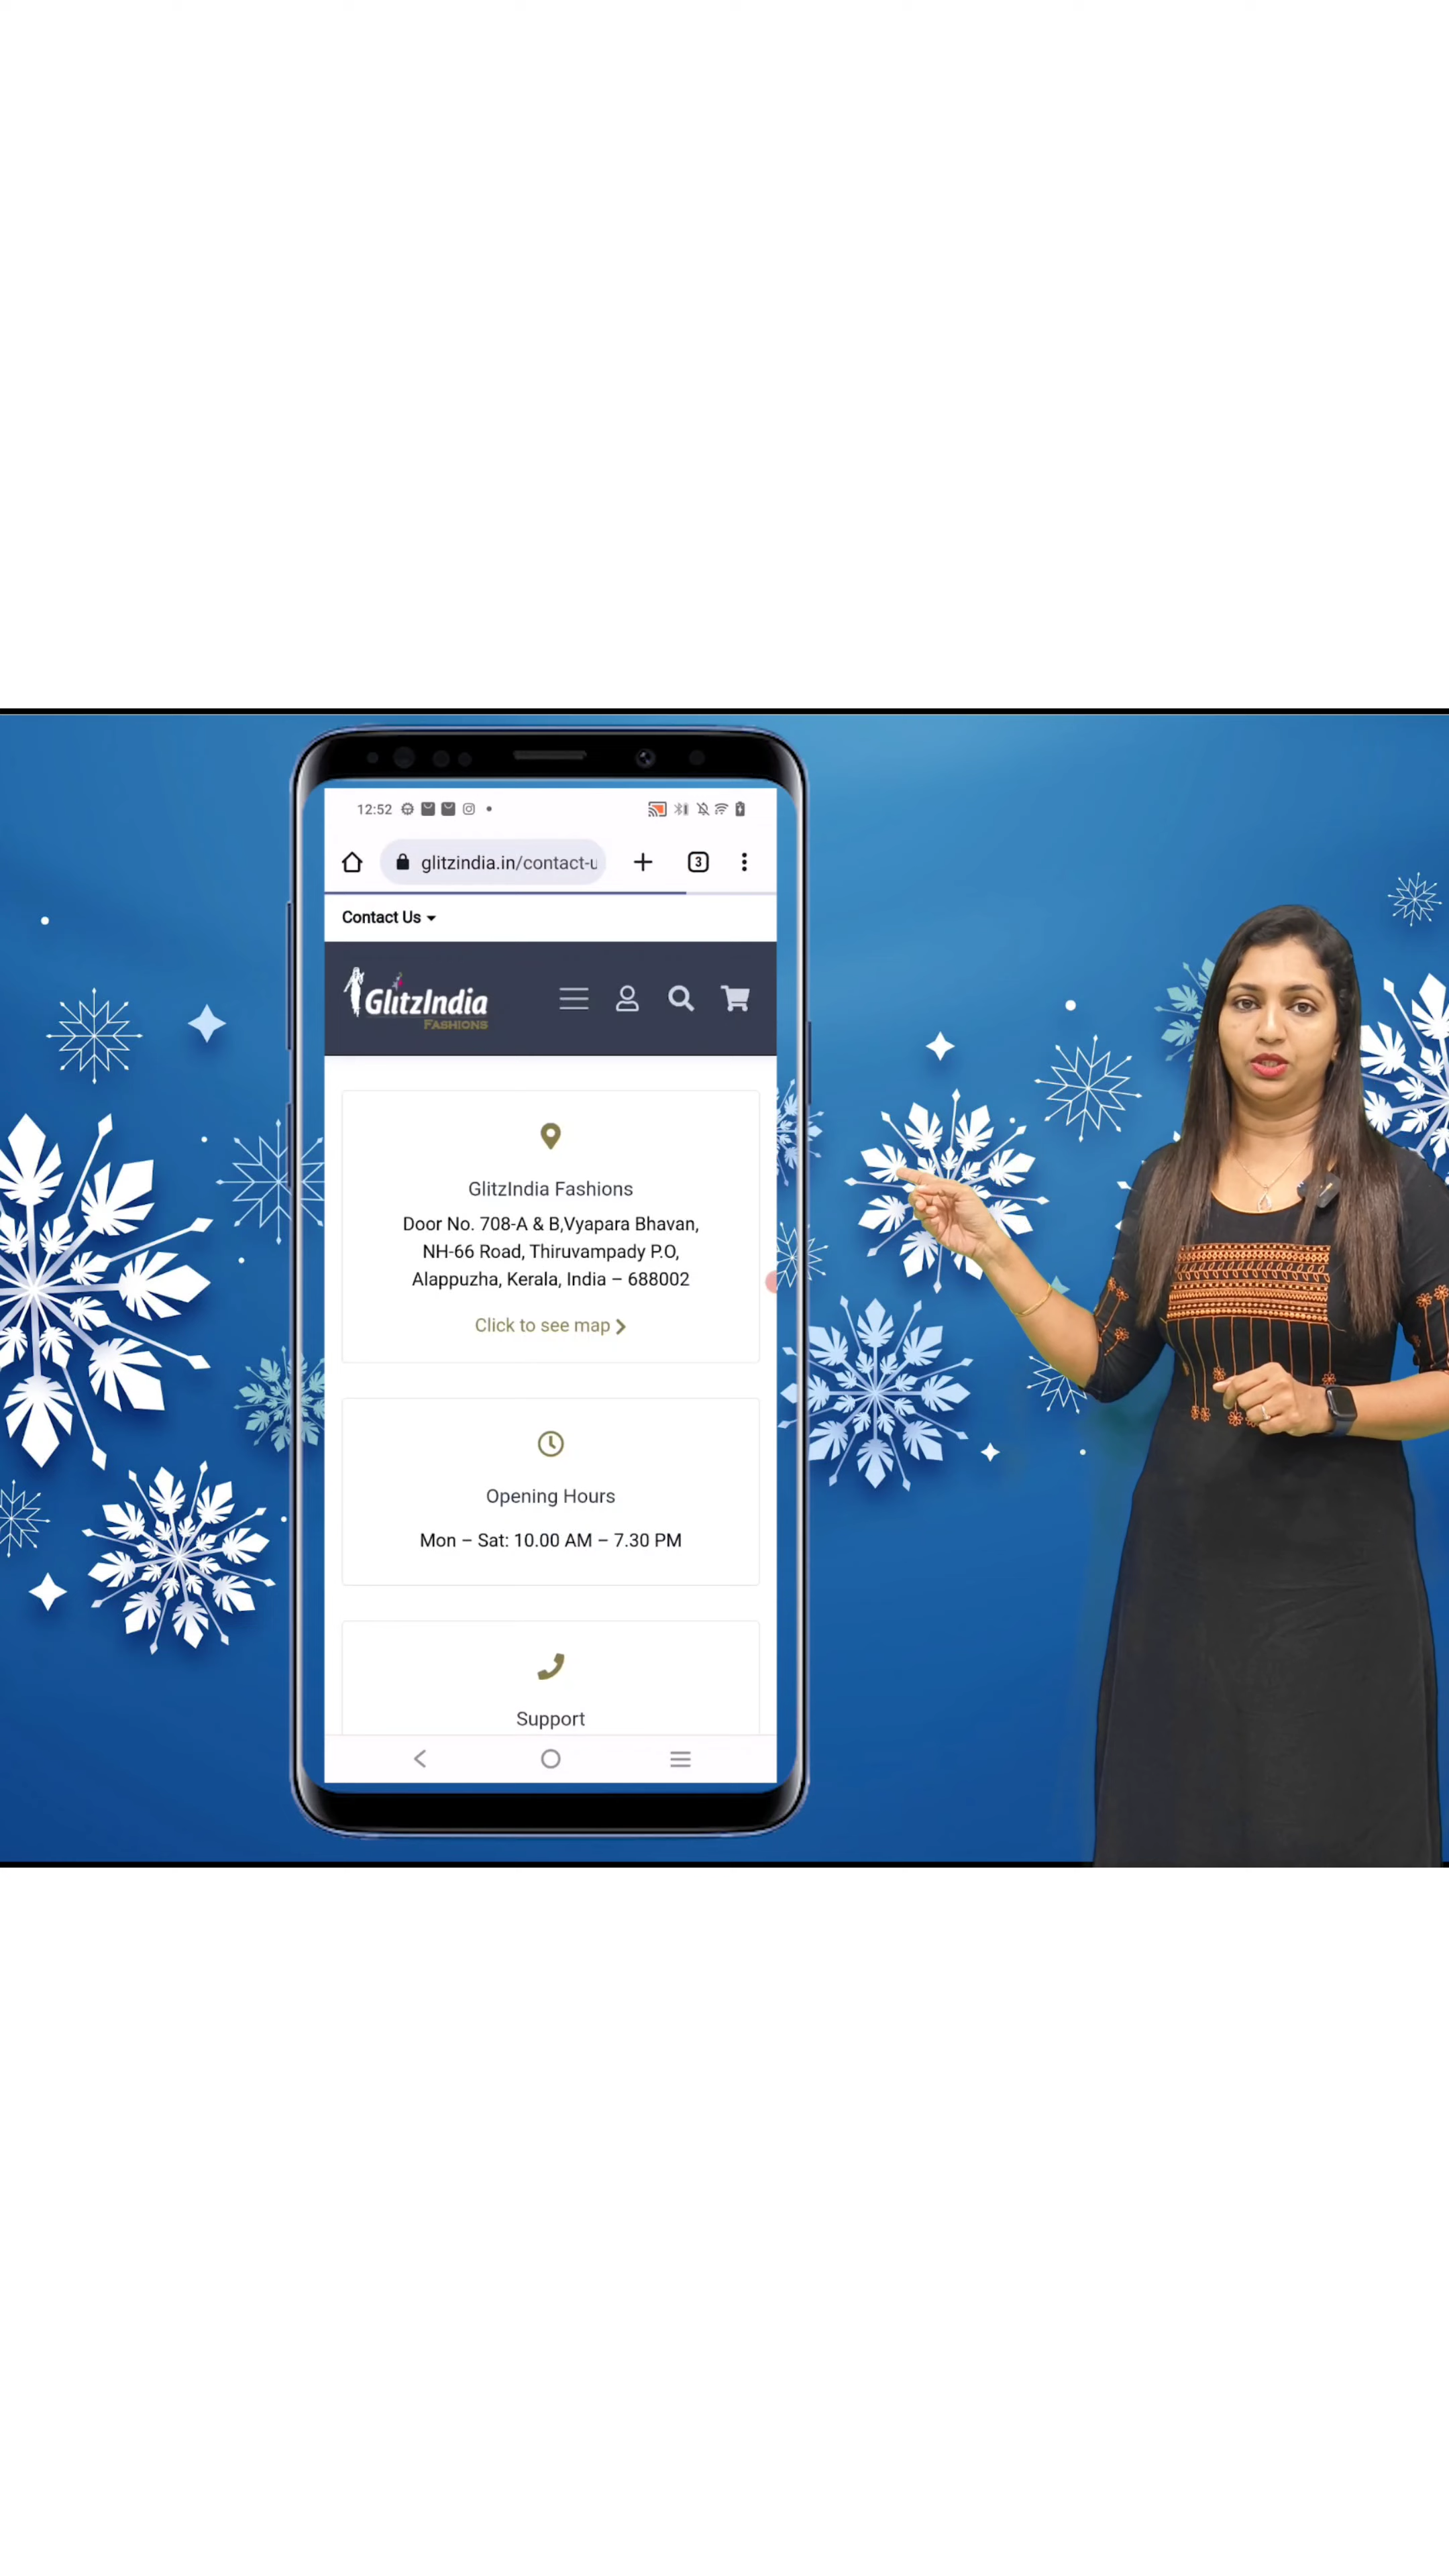 12:52
glitzindia.in/contact-u
3
Contact Us
GlitzIndia
FASHIONS
GlitzIndia Fashions
Door No. 708-A & B,Vyapara Bhavan,
NH-66 Road, Thiruvampady P.O,
Alappuzha, Kerala, India – 688002
Click to see map
Opening Hours
Mon – Sat: 10.00 AM – 7.30 PM
Support